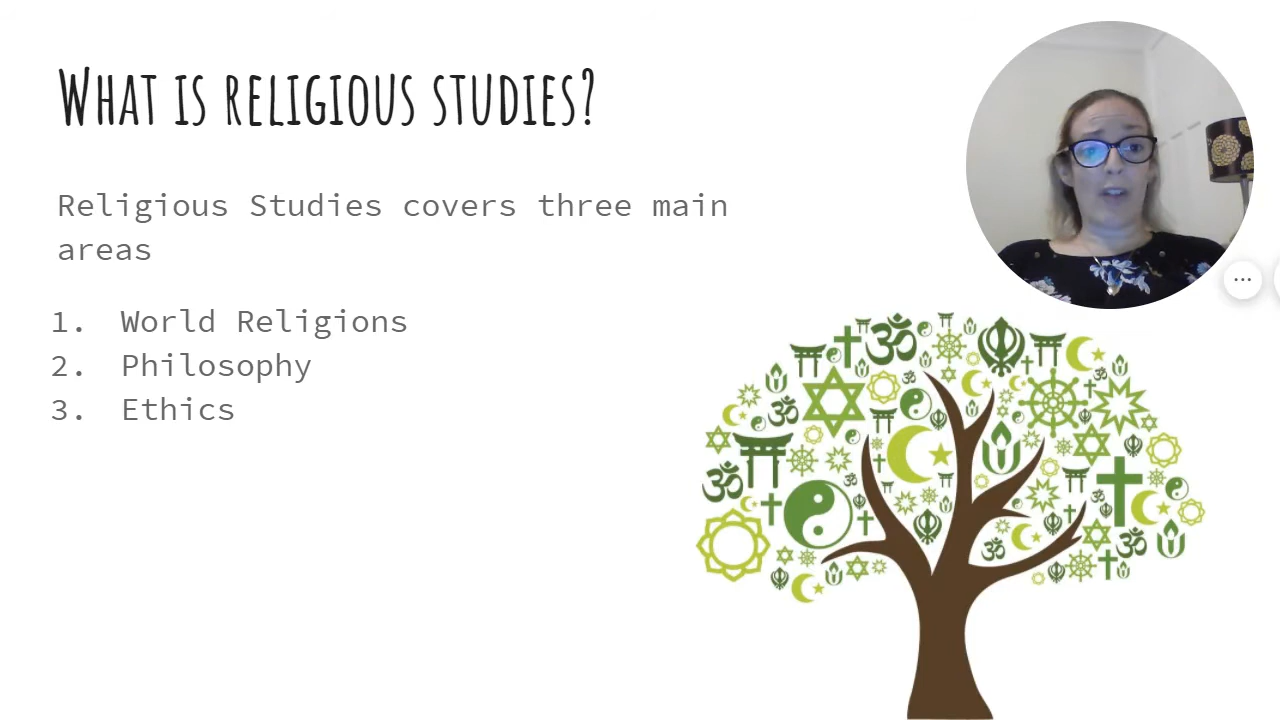 What is religious studies?
Religious Studies covers three main
areas
1. World Religions
2. Philosophy
3. Ethics